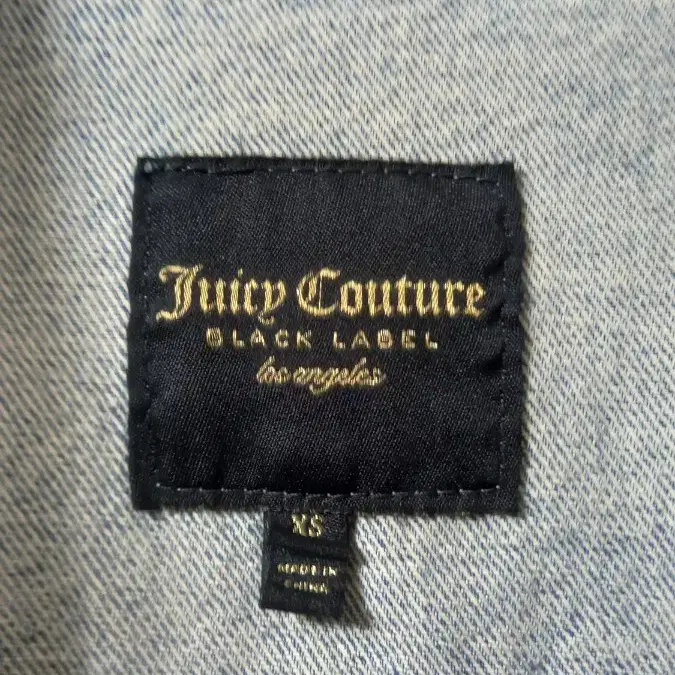 Juicy Couture
BLACK LABEL
los angeles
XS
MADE IN
CHINA